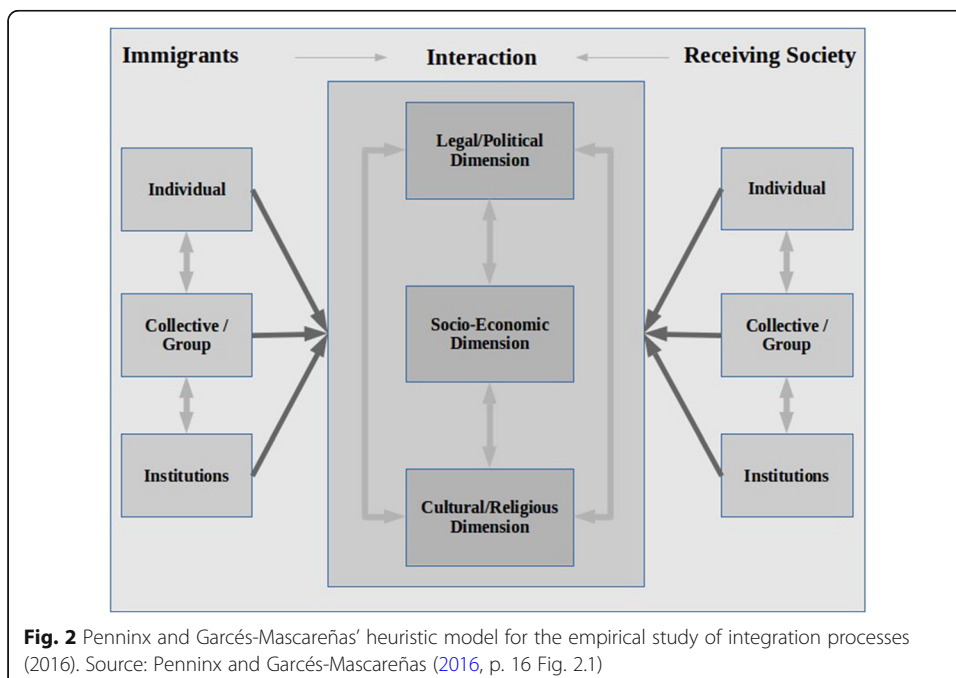 Immigrants
Interaction
Receiving Society
Individual
Collective /
Group
Institutions
Legal/Political
Dimension
Socio-Economic
Dimension
Cultural/Religious
Dimension
Individual
Collective /
Group
Institutions
Fig. 2 Penninx and Garcés-Mascareñas’ heuristic model for the empirical study of integration processes
(2016). Source: Penninx and Garcés-Mascareñas (2016, p. 16 Fig. 2.1)